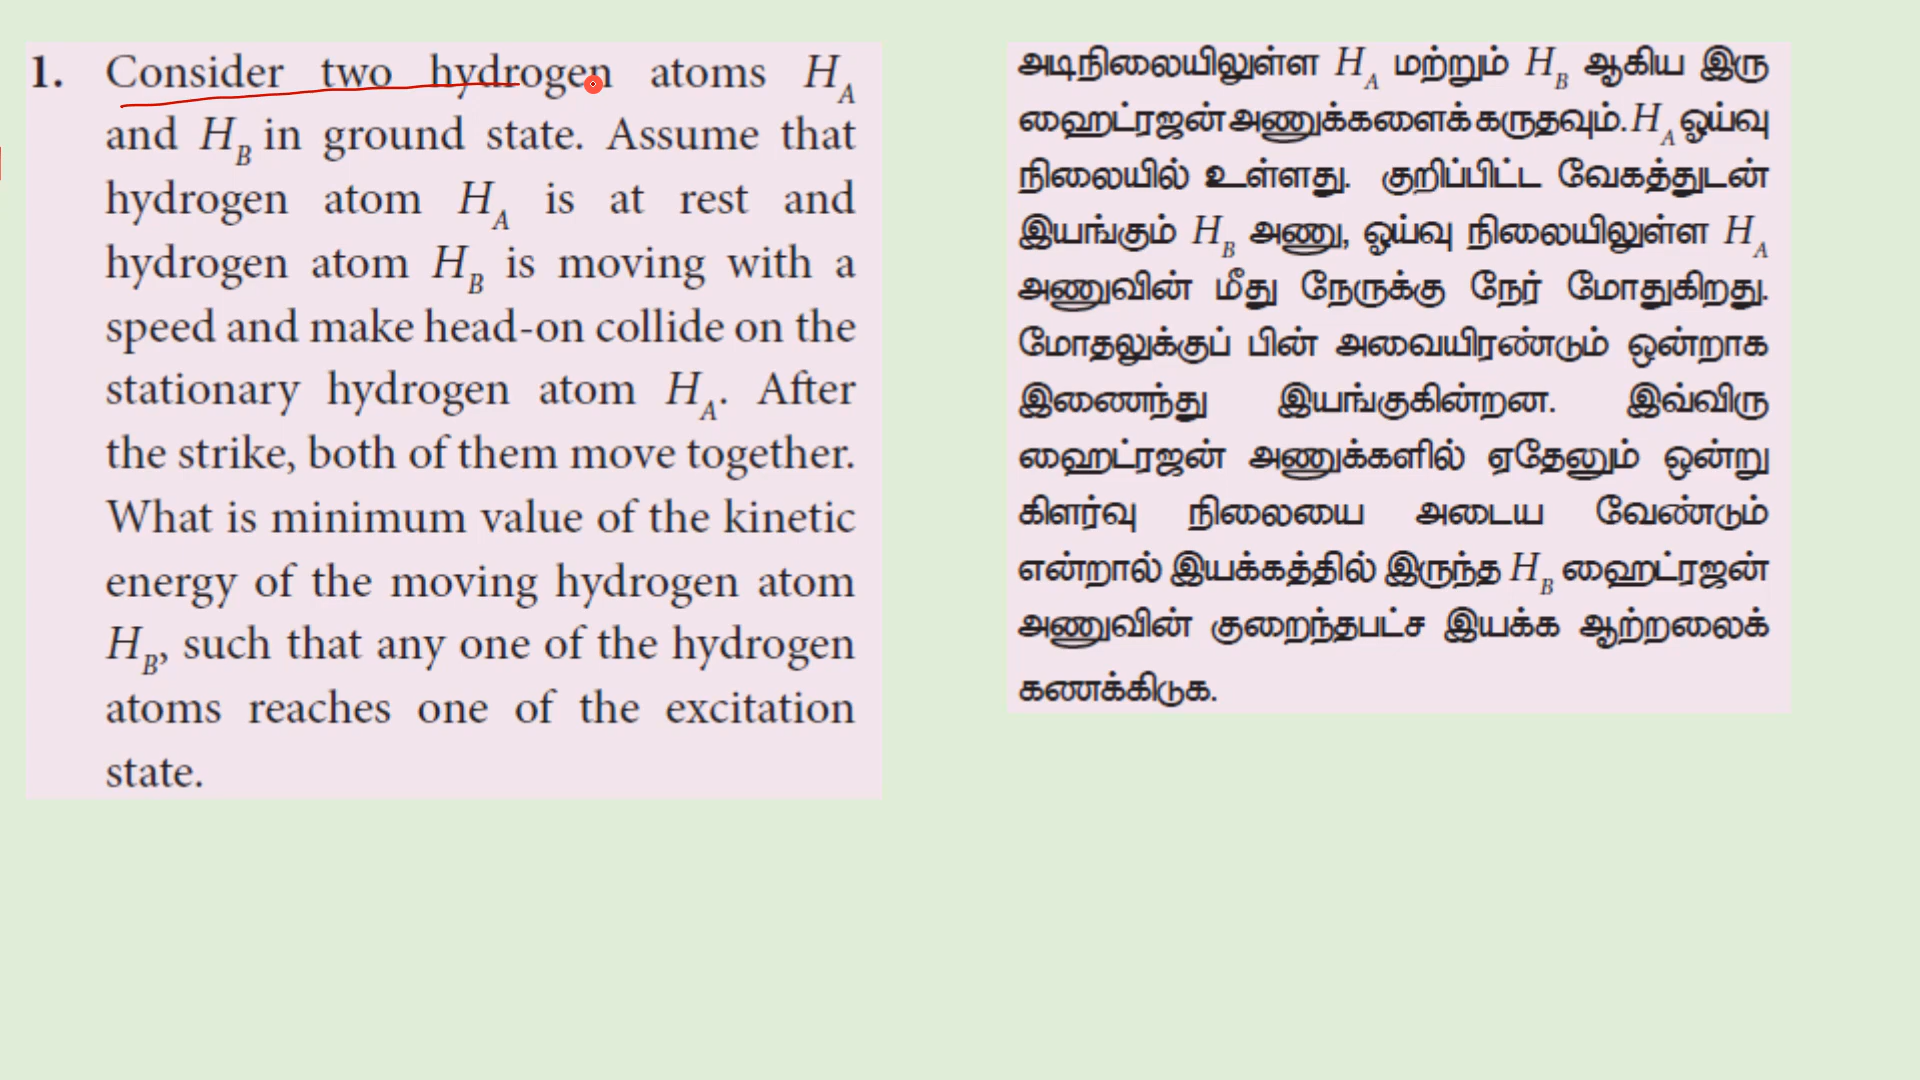 1. Consider two hydrogen atoms H_A
and H_B in ground state. Assume that
hydrogen atom H_A is at rest and
hydrogen atom H_B is moving with a
speed and make head-on collide on the
stationary hydrogen atom H_A. After
the strike, both of them move together.
What is minimum value of the kinetic
energy of the moving hydrogen atom
H_B, such that any one of the hydrogen
atoms reaches one of the excitation
state.
அடிநிலையிலுள்ள H_A மற்றும் H_B ஆகிய இரு
ஹைட்ரஜன் அணுக்களைக் கருதவும். H_A ஓய்வு
நிலையில் உள்ளது. குறிப்பிட்ட வேகத்துடன்
இயங்கும் H_B அணு, ஓய்வு நிலையிலுள்ள H_A
அணுவின் மீது நேருக்கு நேர் மோதுகிறது.
மோதலுக்குப் பின் அவையிரண்டும் ஒன்றாக
இணைந்து இயங்குகின்றன. இவ்விரு
ஹைட்ரஜன் அணுக்களில் ஏதேனும் ஒன்று
கிளர்வு நிலையை அடைய வேண்டும்
என்றால் இயக்கத்தில் இருந்த H_B ஹைட்ரஜன்
அணுவின் குறைந்தபட்ச இயக்க ஆற்றலைக்
கணக்கிடுக.